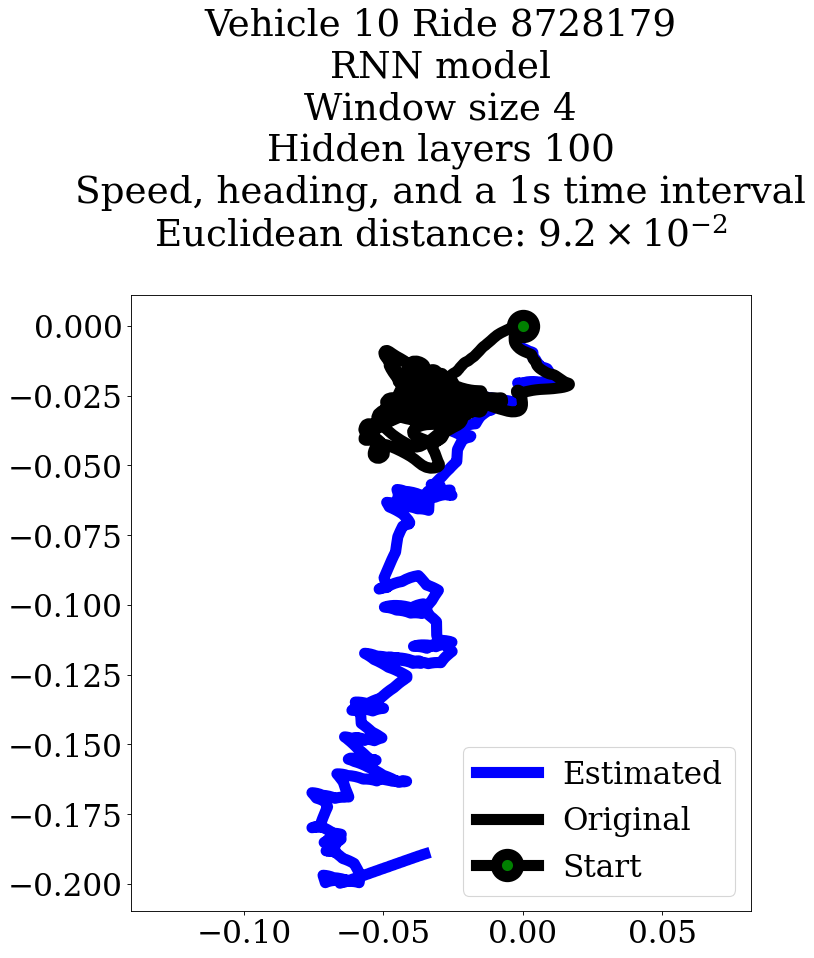 Vehicle 10 Ride 8728179
RNN model
Window size 4
Hidden layers 100
Speed, heading, and a 1s time interval
Euclidean distance: 9.2 × 10⁻²
0.000
−0.025
−0.050
−0.075
−0.100
−0.125
−0.150
−0.175
−0.200
Estimated
Original
Start
−0.10 −0.05 0.00 0.05